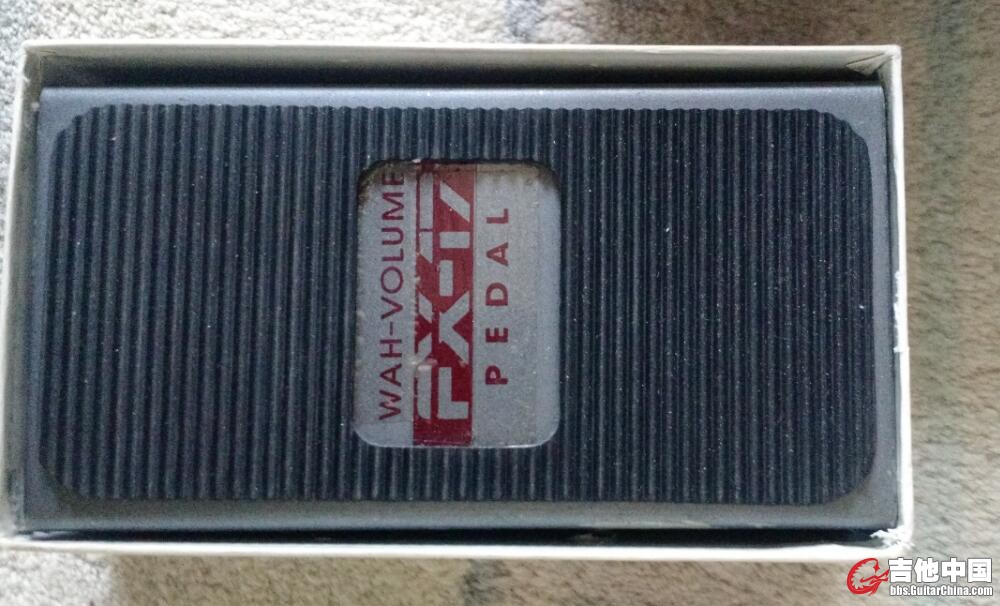 WAH-VOLUME
FX-17
PEDAL
吉他中国
bbs.GuitarChina.com